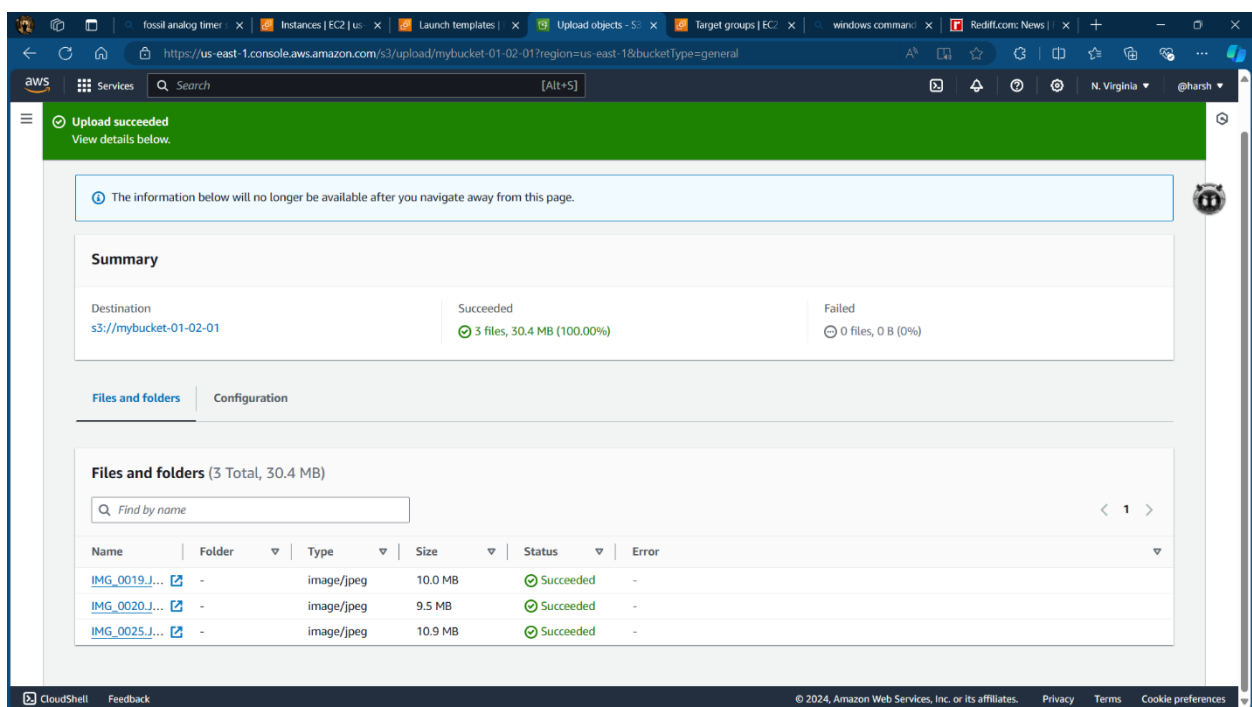 fossil analog timer s
Instances | EC2 | us-
Launch templates |
Upload objects - S3
Target groups | EC2
windows command
Rediff.com: News |
https://us-east-1.console.aws.amazon.com/s3/upload/mybucket-01-02-01?region=us-east-1&bucketType=general
aws Services Search [Alt+S] N. Virginia ▼ @harsh ▼
Upload succeeded
View details below.
The information below will no longer be available after you navigate away from this page.
Summary
Destination Succeeded Failed
s3://mybucket-01-02-01 3 files, 30.4 MB (100.00%) 0 files, 0 B (0%)
Files and folders Configuration
Files and folders (3 Total, 30.4 MB)
Find by name
< 1 >
Name Folder Type Size Status Error
IMG_0019.J... - image/jpeg 10.0 MB Succeeded -
IMG_0020.J... - image/jpeg 9.5 MB Succeeded -
IMG_0025.J... - image/jpeg 10.9 MB Succeeded -
CloudShell Feedback © 2024, Amazon Web Services, Inc. or its affiliates. Privacy Terms Cookie preferences